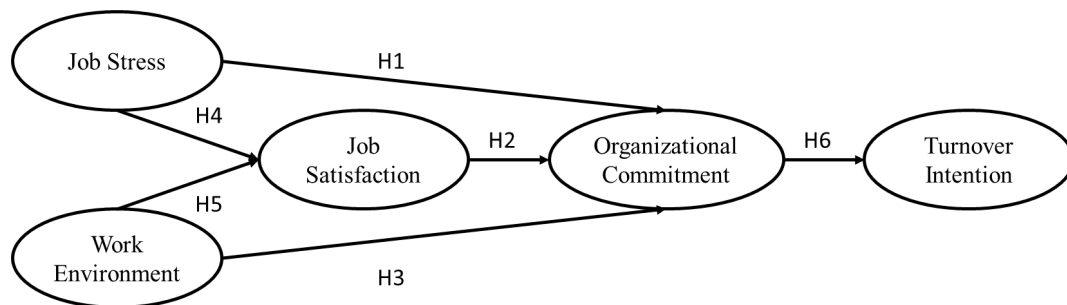 Job Stress
H1
H4
Job
Satisfaction
H2
Organizational
Commitment
H6
Turnover
Intention
H5
Work
Environment
H3